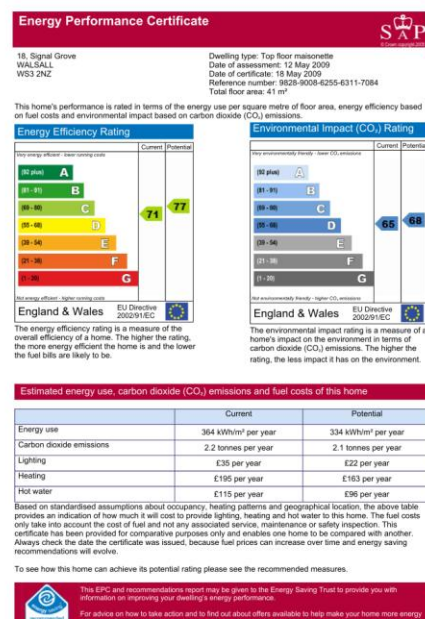 Energy Performance Certificate
SAP
18, Signal Grove
WALSALL
WS3 2NZ
Dwelling type: Top floor maisonette
Date of assessment: 12 May 2009
Date of certificate: 18 May 2009
Reference number: 9828-9008-6255-6311-7084
Total floor area: 41 m²
This home's performance is rated in terms of the energy use per square metre of floor area, energy efficiency based
on fuel costs and environmental impact based on carbon dioxide (CO₂) emissions.
Energy Efficiency Rating
Current Potential
Very energy efficient - lower running costs
(92 plus) A
(81 - 91) B
(69 - 80) C
(55 - 68) D
(39 - 54) E
(21 - 38) F
(1 - 20) G
71
77
Not energy efficient - higher running costs
England & Wales
EU Directive
2002/91/EC
The energy efficiency rating is a measure of the
overall efficiency of a home. The higher the rating,
the more energy efficient the home is and the lower
the fuel bills are likely to be.
Environmental Impact (CO₂) Rating
Current Potential
Very environmentally friendly - lower CO₂ emissions
(92 plus) A
(81 - 91) B
(69 - 80) C
(55 - 68) D
(39 - 54) E
(21 - 38) F
(1 - 20) G
65
68
Not environmentally friendly - higher CO₂ emissions
England & Wales
EU Directive
2002/91/EC
The environmental impact rating is a measure of a
home's impact on the environment in terms of
carbon dioxide (CO₂) emissions. The higher the
rating, the less impact it has on the environment.
Estimated energy use, carbon dioxide (CO₂) emissions and fuel costs of this home
Current Potential
Energy use 364 kWh/m² per year 334 kWh/m² per year
Carbon dioxide emissions 2.2 tonnes per year 2.1 tonnes per year
Lighting £35 per year £22 per year
Heating £195 per year £163 per year
Hot water £115 per year £96 per year
Based on standardised assumptions about occupancy, heating patterns and geographical location, the above table
provides an indication of how much it will cost to provide lighting, heating and hot water to this home. The fuel costs
only take into account the cost of fuel and not any associated service, maintenance or safety inspection. This
certificate has been provided for comparative purposes only and enables one home to be compared with another.
Always check the date the certificate was issued, because fuel prices can increase over time and energy saving
recommendations will evolve.
To see how this home can achieve its potential rating please see the recommended measures.
This EPC and recommendations report may be given to the Energy Saving Trust to provide you with
information on improving your dwelling's energy performance.
For advice on how to take action and to find out about offers available to help make your home more energy